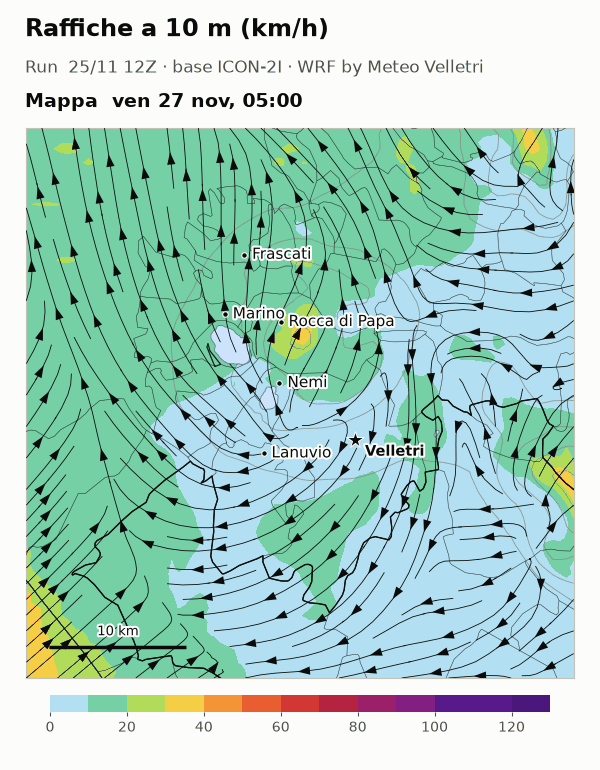 Raffiche a 10 m (km/h)
Run  25/11 12Z · base ICON-2I · WRF by Meteo Velletri
Mappa  ven 27 nov, 05:00
Frascati
Marino
Rocca di Papa
Nemi
Lanuvio
Velletri
10 km
0 20 40 60 80 100 120